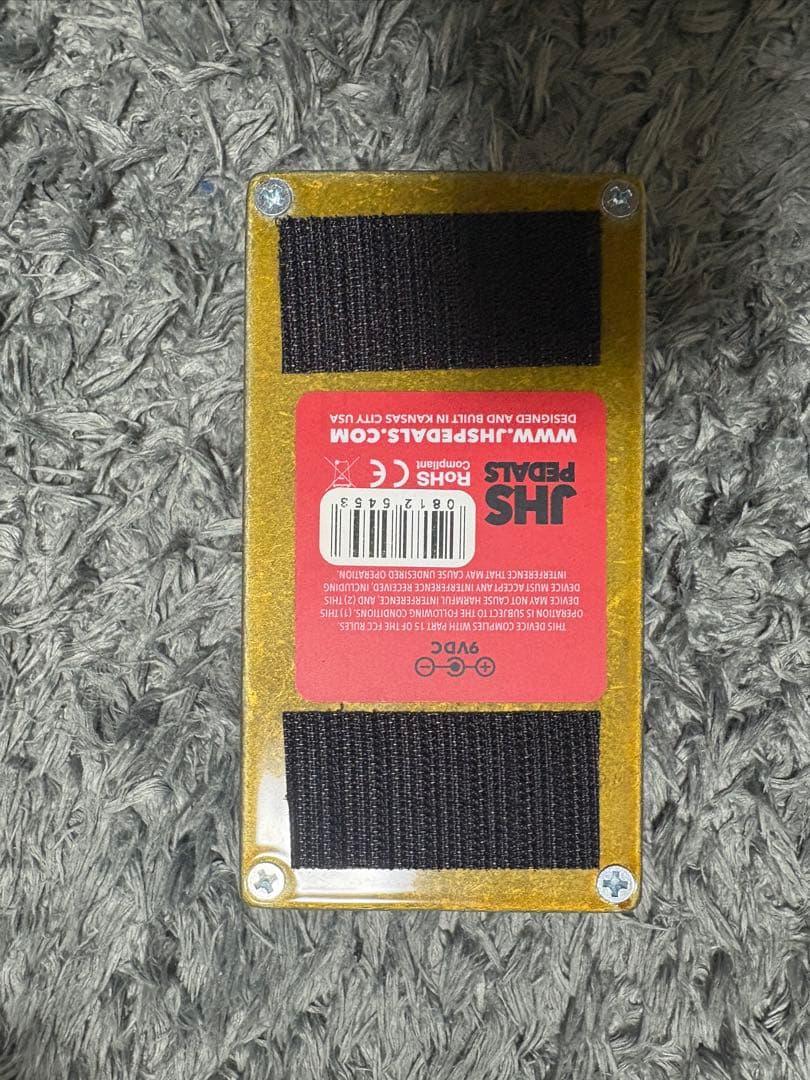 9VDC
THIS DEVICE COMPLIES WITH PART 15 OF THE FCC RULES.
OPERATION IS SUBJECT TO THE FOLLOWING CONDITIONS, (1) THIS
DEVICE MAY NOT CAUSE HARMFUL INTERFERENCE, AND (2) THIS
DEVICE MUST ACCEPT ANY INTERFERENCE RECEIVED, INCLUDING
INTERFERENCE THAT MAY CAUSE UNDESIRED OPERATION.
JHS
PEDALS
08125453
RoHS
Compliant
CE
WWW.JHSPEDALS.COM
DESIGNED AND BUILT IN KANSAS CITY USA